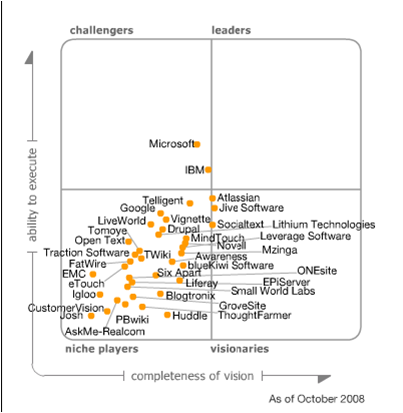 challengers
leaders
ability to execute
Microsoft
IBM
Telligent
Atlassian
Google
Jive Software
LiveWorld
Vignette
Socialtext
Lithium Technologies
Tomoye
Drupal
Leverage Software
Open Text
MindTouch
Novell
Mzinga
Traction Software
TWiki
Awareness
FatWire
blueKiwi Software
ONEsite
EMC
Six Apart
EPiServer
eTouch
Liferay
Small World Labs
Igloo
Blogtronix
GroveSite
CustomerVision
Josh
PBwiki
Huddle
ThoughtFarmer
AskMe-Realcom
niche players
visionaries
completeness of vision
As of October 2008